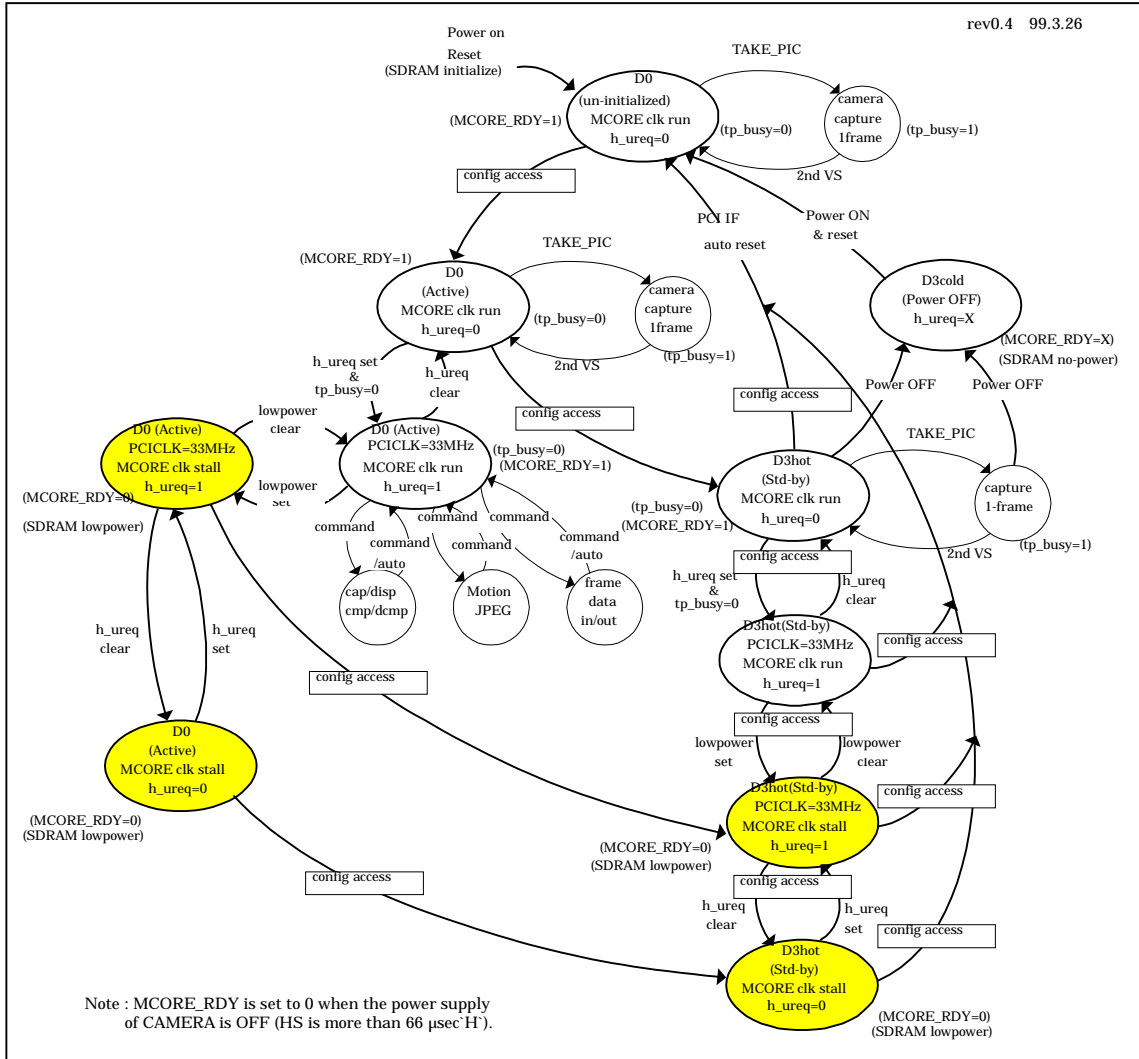 rev0.4 99.3.26
Power on
Reset
(SDRAM initialize)
TAKE_PIC
D0
(un-initialized)
MCORE clk run
h_ureq=0
(MCORE_RDY=1)
(tp_busy=0)
camera
capture
1frame
(tp_busy=1)
2nd VS
config access
PCI IF
auto reset
Power ON
& reset
(MCORE_RDY=1)
D0
(Active)
MCORE clk run
h_ureq=0
TAKE_PIC
(tp_busy=0)
camera
capture
1frame
(tp_busy=1)
2nd VS
D3cold
(Power OFF)
h_ureq=X
(MCORE_RDY=X)
(SDRAM no-power)
h_ureq set
&
tp_busy=0
h_ureq
clear
config access
config access
Power OFF
Power OFF
lowpower
clear
D0 (Active)
PCICLK=33MHz
MCORE clk stall
h_ureq=1
(MCORE_RDY=0)
(SDRAM lowpower)
lowpower
set
D0 (Active)
PCICLK=33MHz
MCORE clk run
h_ureq=1
(tp_busy=0)
(MCORE_RDY=1)
command
command
/auto
command
command
command
command
/auto
cap/disp
cmp/dcmp
Motion
JPEG
frame
data
in/out
D3hot
(Std-by)
MCORE clk run
h_ureq=0
(tp_busy=0)
(MCORE_RDY=1)
TAKE_PIC
capture
1-frame
(tp_busy=1)
2nd VS
config access
h_ureq set
&
tp_busy=0
h_ureq
clear
D3hot(Std-by)
PCICLK=33MHz
MCORE clk run
h_ureq=1
config access
h_ureq
clear
h_ureq
set
config access
config access
lowpower
set
lowpower
clear
D0
(Active)
MCORE clk stall
h_ureq=0
(MCORE_RDY=0)
(SDRAM lowpower)
D3hot(Std-by)
PCICLK=33MHz
MCORE clk stall
h_ureq=1
config access
(MCORE_RDY=0)
(SDRAM lowpower)
config access
config access
h_ureq
clear
h_ureq
set
config access
D3hot
(Std-by)
MCORE clk stall
h_ureq=0
(MCORE_RDY=0)
(SDRAM lowpower)
Note : MCORE_RDY is set to 0 when the power supply
of CAMERA is OFF (HS is more than 66 μsec`H`).